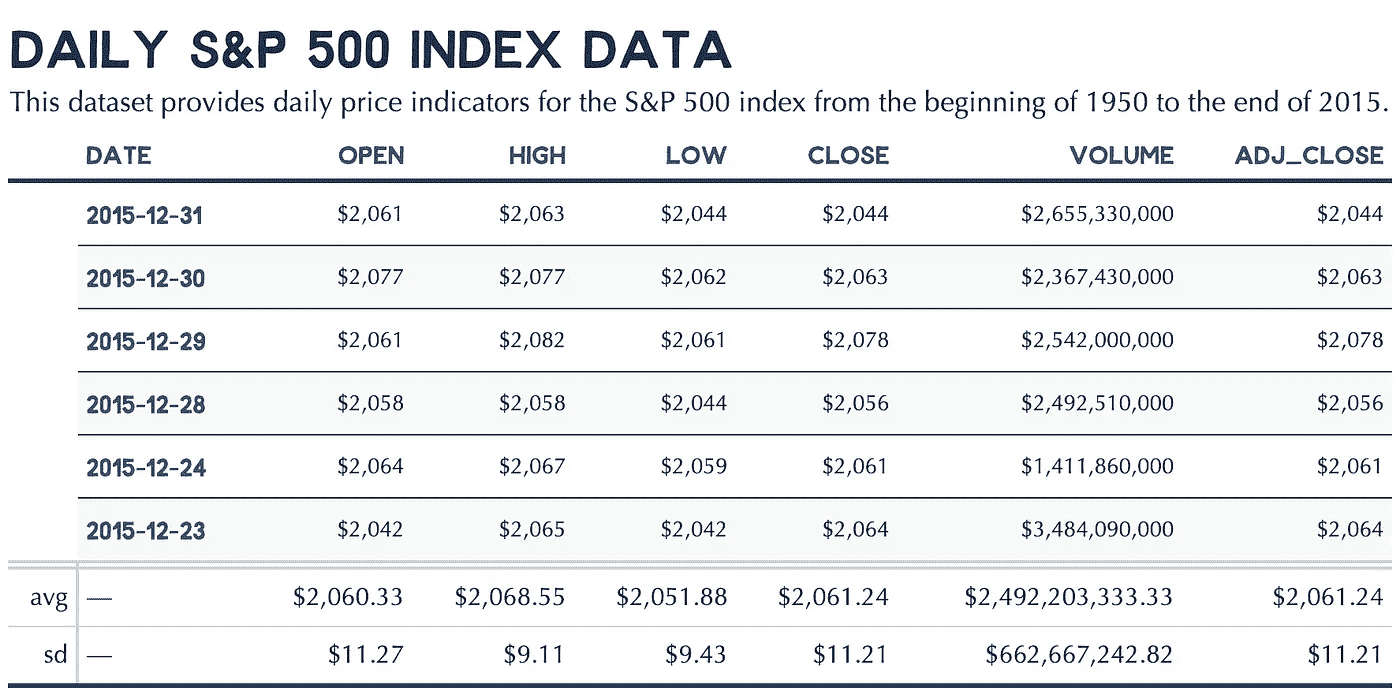 DAILY S&P 500 INDEX DATA
This dataset provides daily price indicators for the S&P 500 index from the beginning of 1950 to the end of 2015.
DATE OPEN HIGH LOW CLOSE VOLUME ADJ_CLOSE
2015-12-31 $2,061 $2,063 $2,044 $2,044 $2,655,330,000 $2,044
2015-12-30 $2,077 $2,077 $2,062 $2,063 $2,367,430,000 $2,063
2015-12-29 $2,061 $2,082 $2,061 $2,078 $2,542,000,000 $2,078
2015-12-28 $2,058 $2,058 $2,044 $2,056 $2,492,510,000 $2,056
2015-12-24 $2,064 $2,067 $2,059 $2,061 $1,411,860,000 $2,061
2015-12-23 $2,042 $2,065 $2,042 $2,064 $3,484,090,000 $2,064
avg — $2,060.33 $2,068.55 $2,051.88 $2,061.24 $2,492,203,333.33 $2,061.24
sd — $11.27 $9.11 $9.43 $11.21 $662,667,242.82 $11.21